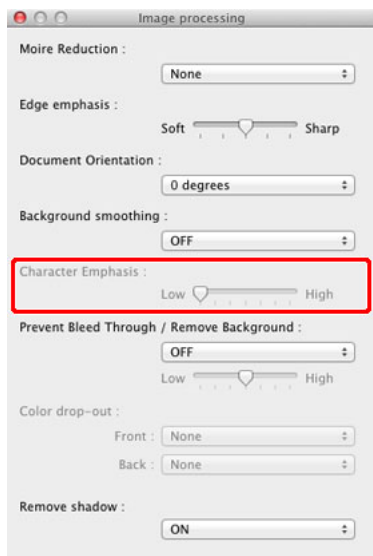 Image processing
Moire Reduction :
None
Edge emphasis :
Soft Sharp
Document Orientation :
0 degrees
Background smoothing :
OFF
Character Emphasis :
Low High
Prevent Bleed Through / Remove Background :
OFF
Low High
Color drop-out :
Front : None
Back : None
Remove shadow :
ON